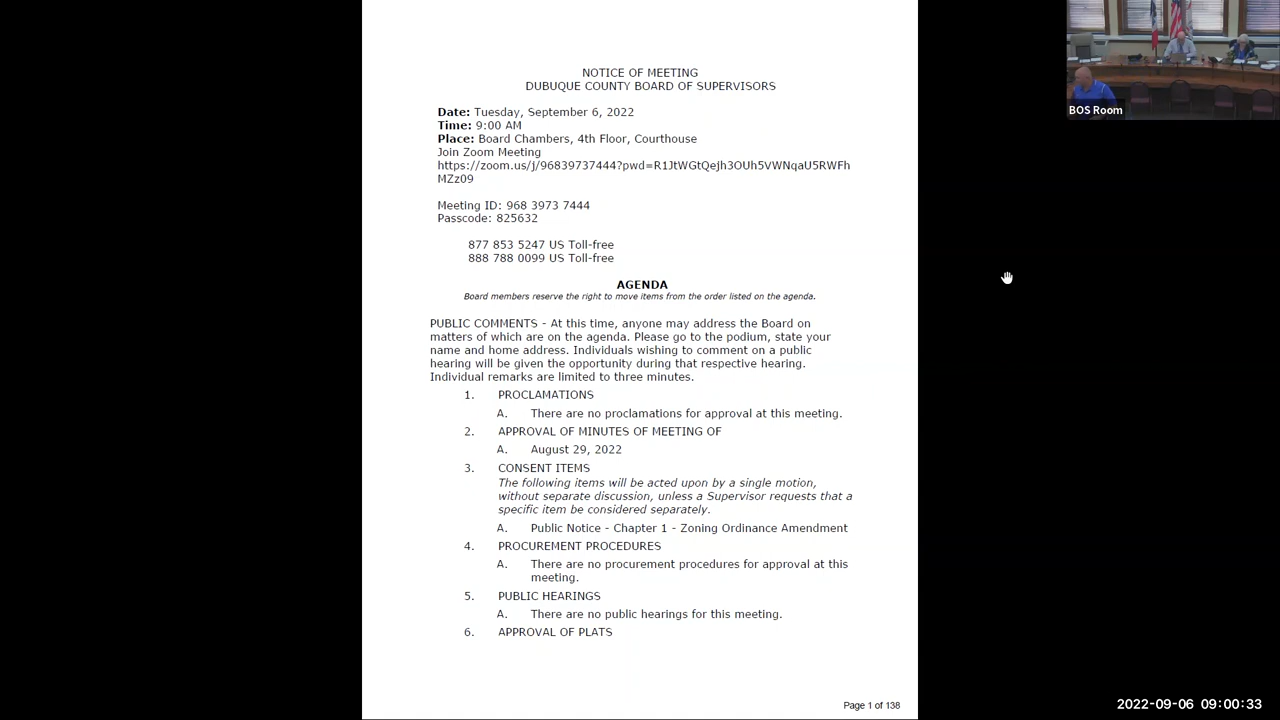 NOTICE OF MEETING
DUBUQUE COUNTY BOARD OF SUPERVISORS
Date: Tuesday, September 6, 2022
Time: 9:00 AM
Place: Board Chambers, 4th Floor, Courthouse
Join Zoom Meeting
https://zoom.us/j/96839737444?pwd=R1JtWGtQejh3OUh5VWNqaU5RWFh
MZz09
Meeting ID: 968 3973 7444
Passcode: 825632
877 853 5247 US Toll-free
888 788 0099 US Toll-free
AGENDA
Board members reserve the right to move items from the order listed on the agenda.
PUBLIC COMMENTS - At this time, anyone may address the Board on
matters of which are on the agenda. Please go to the podium, state your
name and home address. Individuals wishing to comment on a public
hearing will be given the opportunity during that respective hearing.
Individual remarks are limited to three minutes.
1. PROCLAMATIONS
A. There are no proclamations for approval at this meeting.
2. APPROVAL OF MINUTES OF MEETING OF
A. August 29, 2022
3. CONSENT ITEMS
The following items will be acted upon by a single motion,
without separate discussion, unless a Supervisor requests that a
specific item be considered separately.
A. Public Notice - Chapter 1 - Zoning Ordinance Amendment
4. PROCUREMENT PROCEDURES
A. There are no procurement procedures for approval at this
meeting.
5. PUBLIC HEARINGS
A. There are no public hearings for this meeting.
6. APPROVAL OF PLATS
Page 1 of 138
BOS Room
2022-09-06 09:00:33